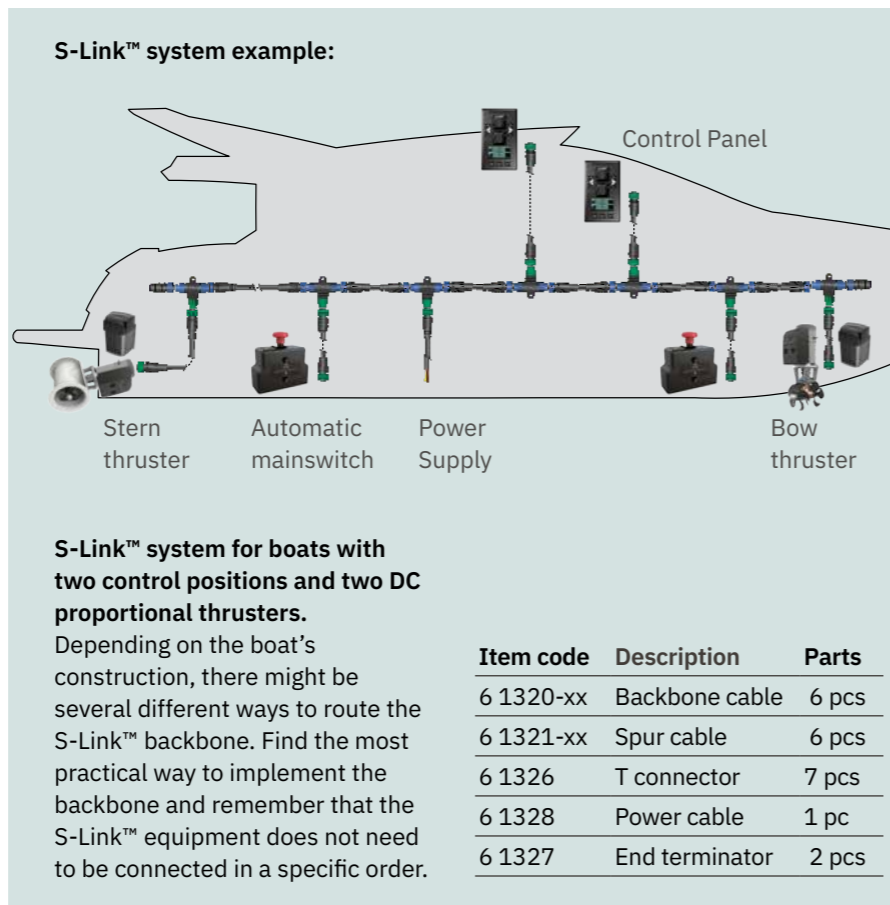 S-Link™ system example:
Control Panel
Stern
thruster
Automatic
mainswitch
Power
Supply
Bow
thruster
S-Link™ system for boats with
two control positions and two DC
proportional thrusters.
Depending on the boat’s
construction, there might be
several different ways to route the
S-Link™ backbone. Find the most
practical way to implement the
backbone and remember that the
S-Link™ equipment does not need
to be connected in a specific order.
Item code Description Parts
6 1320-xx Backbone cable 6 pcs
6 1321-xx Spur cable 6 pcs
6 1326 T connector 7 pcs
6 1328 Power cable 1 pc
6 1327 End terminator 2 pcs